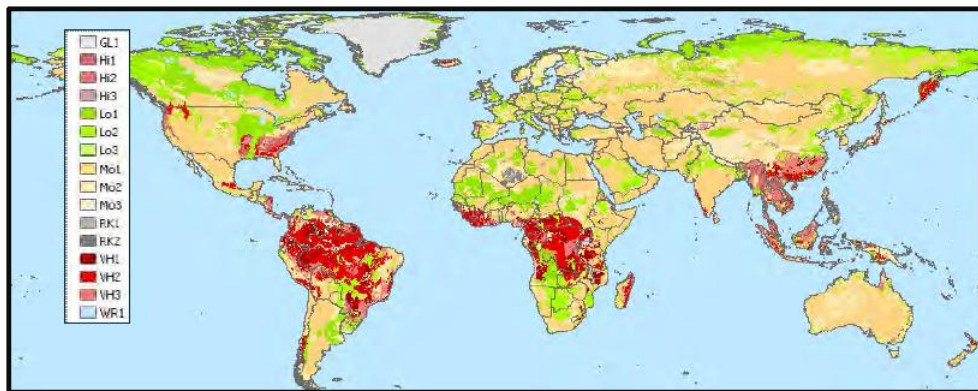 GL1
Hi1
Hi2
Hi3
Lo1
Lo2
Lo3
Mo1
Mo2
Mo3
RK1
RK2
VH1
VH2
VH3
WR1